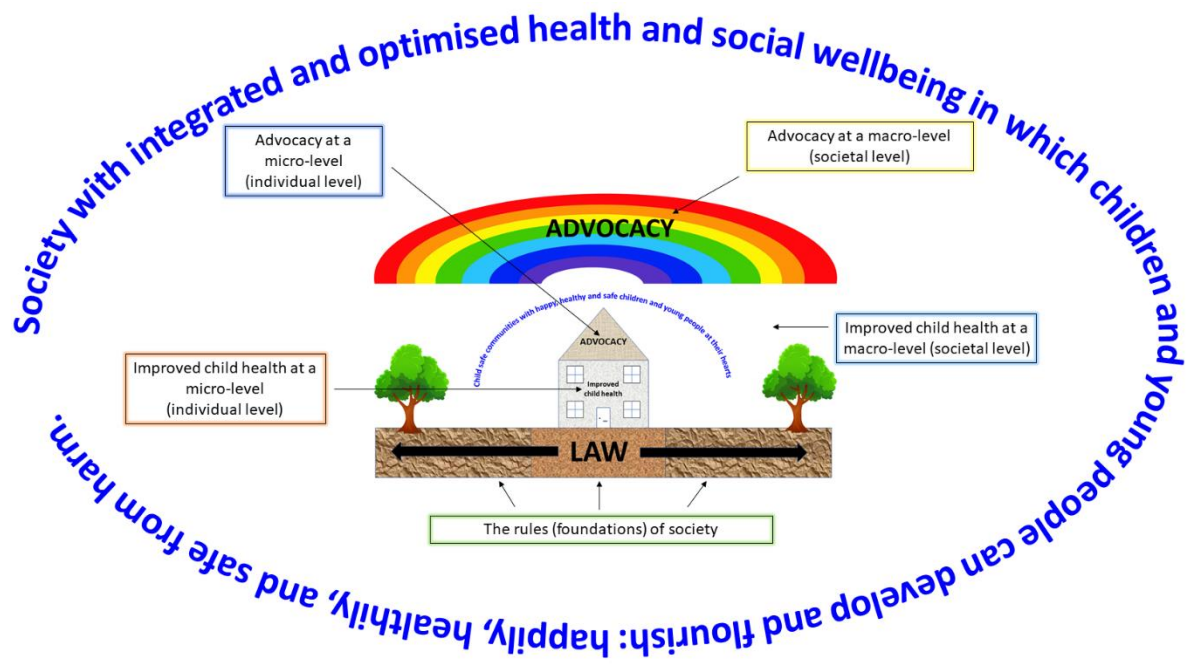 Society with integrated and optimised health and social wellbeing in which children and young people can develop and flourish: happily, healthily, and safe from harm.
Advocacy at a
micro-level
(individual level)
Advocacy at a macro-level
(societal level)
ADVOCACY
Child safe communities with happy, healthy and safe children and young people at their hearts
ADVOCACY
Improved child health at a
macro-level (societal level)
Improved child health at a
micro-level
(individual level)
Improved child
health
LAW
The rules (foundations) of society